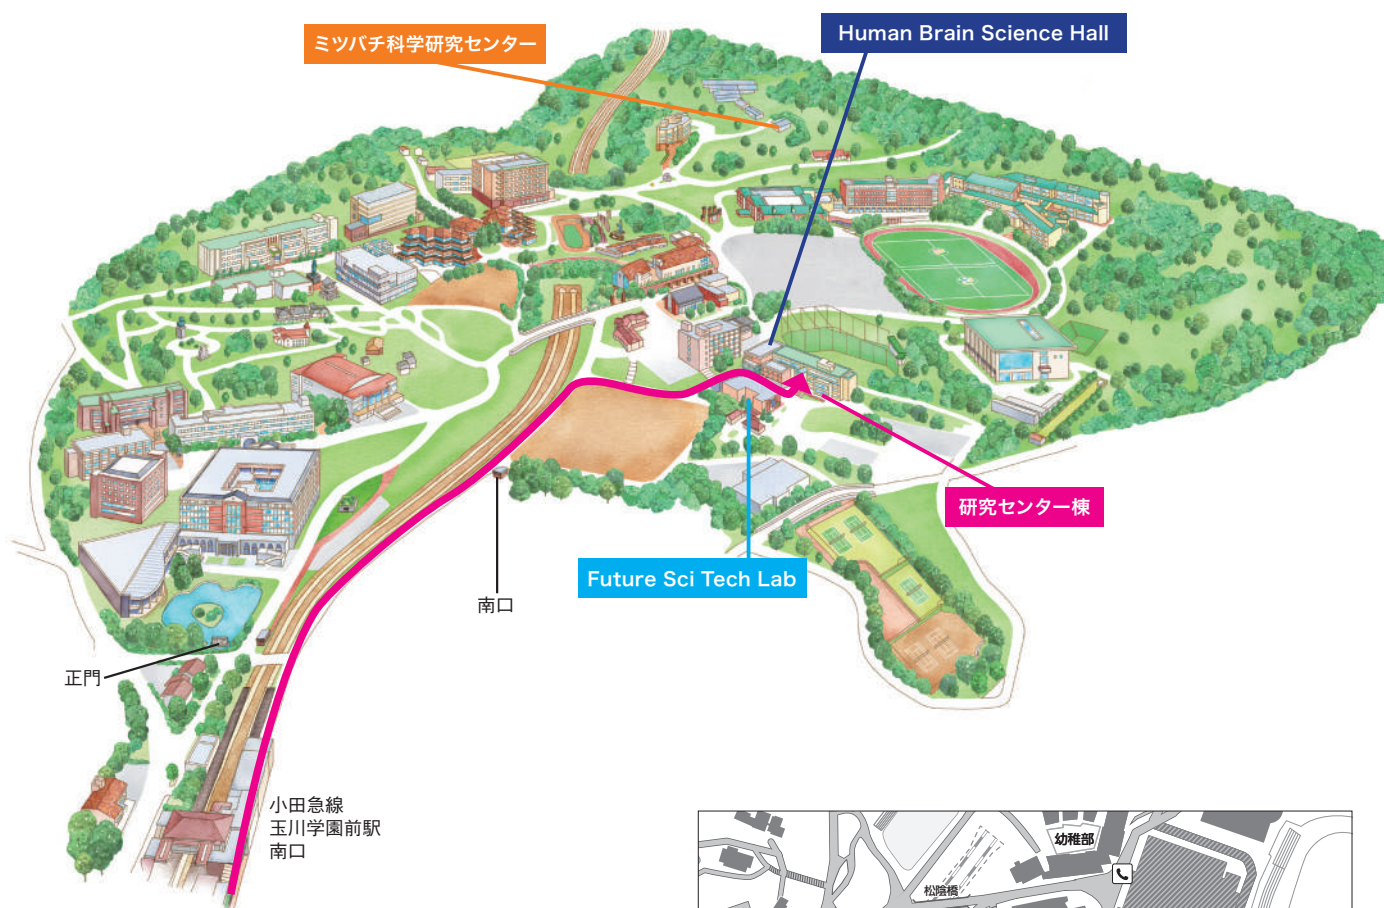 ミツバチ科学研究センター
Human Brain Science Hall
研究センター棟
Future Sci Tech Lab
南口
正門
小田急線
玉川学園前駅
南口
幼稚部
松陰橋